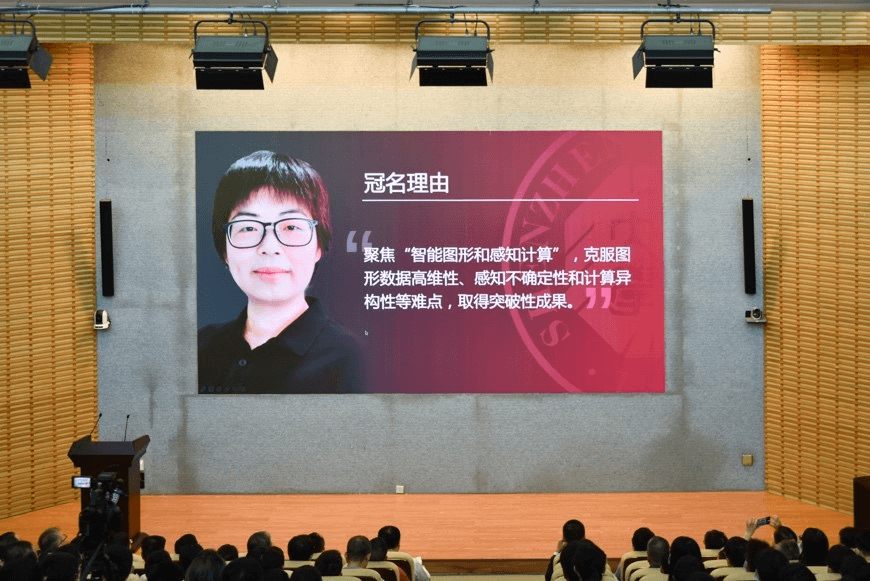 冠名理由
“
聚焦“智能图形和感知计算”，克服图
形数据高维性、感知不确定性和计算异
构性等难点，取得突破性成果。
”
SHENZHEN